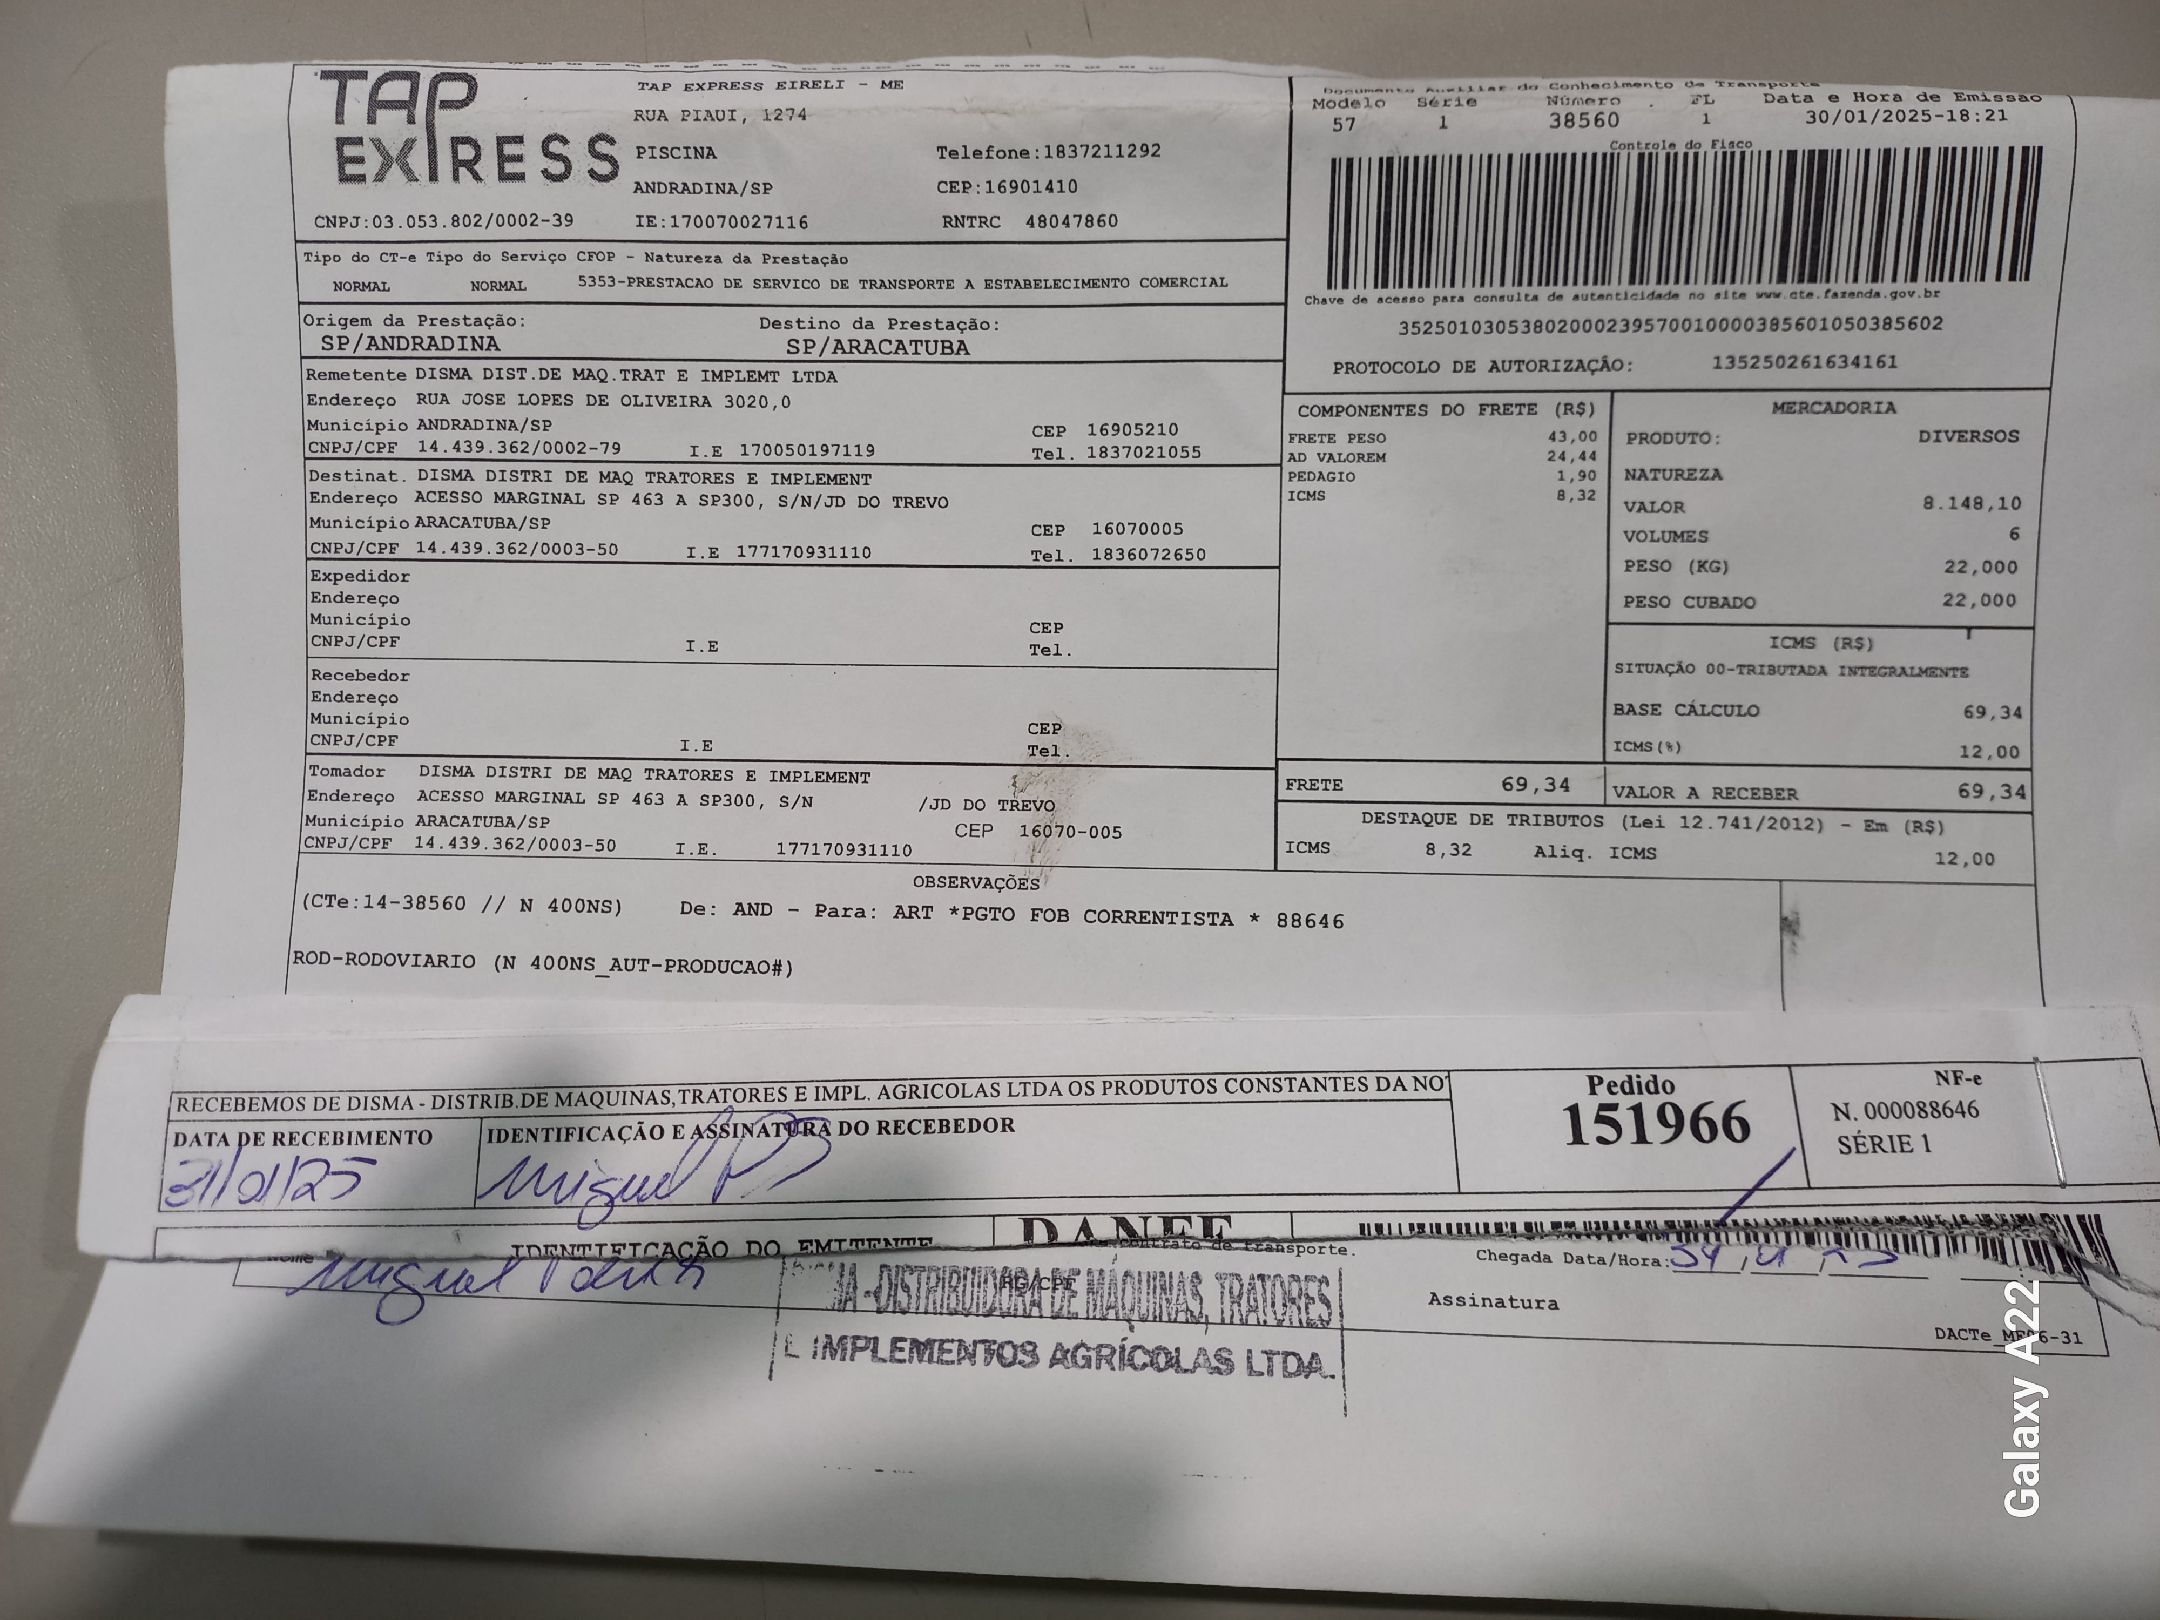 TAP EXPRESS
TAP EXPRESS EIRELI - ME
RUA PIAUI, 1274
PISCINA Telefone:1837211292
ANDRADINA/SP CEP:16901410
CNPJ:03.053.802/0002-39 IE:170070027116 RNTRC 48047860
Documento Auxiliar do Conhecimento de Transporte
Modelo Série Número FL Data e Hora de Emissão
57 1 38560 1 30/01/2025-18:21
Controle do Fisco
Chave de acesso para consulta de autenticidade no site www.cte.fazenda.gov.br
35250103053802000239570010000385601050385602
PROTOCOLO DE AUTORIZAÇÃO: 135250261634161
Tipo do CT-e Tipo do Serviço CFOP - Natureza da Prestação
NORMAL NORMAL 5353-PRESTACAO DE SERVICO DE TRANSPORTE A ESTABELECIMENTO COMERCIAL
Origem da Prestação: Destino da Prestação:
SP/ANDRADINA SP/ARACATUBA
Remetente DISMA DIST.DE MAQ.TRAT E IMPLEMT LTDA
Endereço RUA JOSE LOPES DE OLIVEIRA 3020,0
Município ANDRADINA/SP CEP 16905210
CNPJ/CPF 14.439.362/0002-79 I.E 170050197119 Tel. 1837021055
Destinat. DISMA DISTRI DE MAQ TRATORES E IMPLEMENT
Endereço ACESSO MARGINAL SP 463 A SP300, S/N/JD DO TREVO
Município ARACATUBA/SP CEP 16070005
CNPJ/CPF 14.439.362/0003-50 I.E 177170931110 Tel. 1836072650
Expedidor
Endereço
Município CEP
CNPJ/CPF I.E Tel.
Recebedor
Endereço
Município CEP
CNPJ/CPF I.E Tel.
Tomador DISMA DISTRI DE MAQ TRATORES E IMPLEMENT
Endereço ACESSO MARGINAL SP 463 A SP300, S/N /JD DO TREVO
Município ARACATUBA/SP CEP 16070-005
CNPJ/CPF 14.439.362/0003-50 I.E. 177170931110
COMPONENTES DO FRETE (R$)
FRETE PESO 43,00
AD VALOREM 24,44
PEDAGIO 1,90
ICMS 8,32
MERCADORIA
PRODUTO: DIVERSOS
NATUREZA
VALOR 8.148,10
VOLUMES 6
PESO (KG) 22,000
PESO CUBADO 22,000
ICMS (R$)
SITUAÇÃO 00-TRIBUTADA INTEGRALMENTE
BASE CÁLCULO 69,34
ICMS(%) 12,00
FRETE 69,34 VALOR A RECEBER 69,34
DESTAQUE DE TRIBUTOS (Lei 12.741/2012) - Em (R$)
ICMS 8,32 Aliq. ICMS 12,00
OBSERVAÇÕES
(CTe:14-38560 // N 400NS) De: AND - Para: ART *PGTO FOB CORRENTISTA * 88646
ROD-RODOVIARIO (N 400NS_AUT-PRODUCAO#)
RECEBEMOS DE DISMA - DISTRIB.DE MAQUINAS,TRATORES E IMPL. AGRICOLAS LTDA OS PRODUTOS CONSTANTES DA NO
DATA DE RECEBIMENTO IDENTIFICAÇÃO E ASSINATURA DO RECEBEDOR
31/01/25 Miguel
Pedido
151966
NF-e
N. 000088646
SÉRIE 1
IDENTIFICAÇÃO DO EMITENTE DANFE
contrato de transporte.
Nome Miguel
RG/CPF
Chegada Data/Hora:
Assinatura
-DISTRIBUIDORA DE MÁQUINAS, TRATORES
E IMPLEMENTOS AGRÍCOLAS LTDA.
DACTe_MF06-31
Galaxy A22